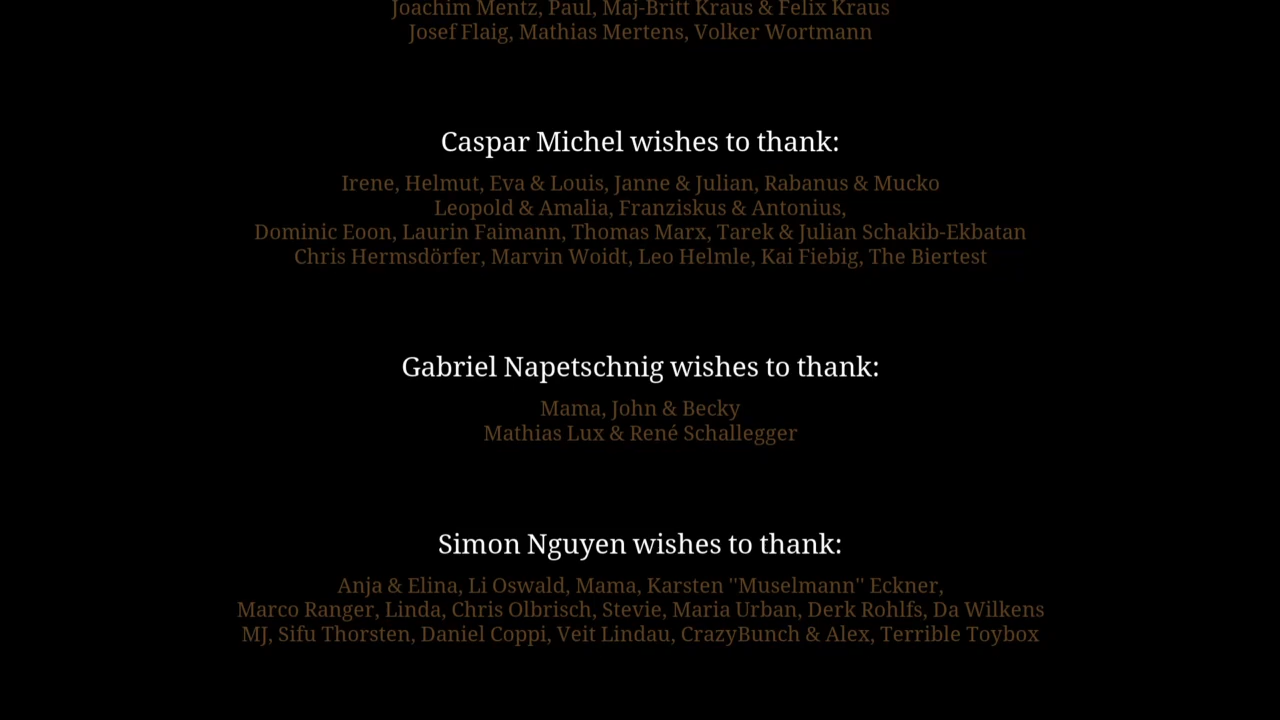 Joachim Mentz, Paul, Maj-Britt Kraus & Felix Kraus
Josef Flaig, Mathias Mertens, Volker Wortmann
Caspar Michel wishes to thank:
Irene, Helmut, Eva & Louis, Janne & Julian, Rabanus & Mucko
Leopold & Amalia, Franziskus & Antonius,
Dominic Eoon, Laurin Faimann, Thomas Marx, Tarek & Julian Schakib-Ekbatan
Chris Hermsdörfer, Marvin Woidt, Leo Helmle, Kai Fiebig, The Biertest
Gabriel Napetschnig wishes to thank:
Mama, John & Becky
Mathias Lux & René Schallegger
Simon Nguyen wishes to thank:
Anja & Elina, Li Oswald, Mama, Karsten "Muselmann" Eckner,
Marco Ranger, Linda, Chris Olbrisch, Stevie, Maria Urban, Derk Rohlfs, Da Wilkens
MJ, Sifu Thorsten, Daniel Coppi, Veit Lindau, CrazyBunch & Alex, Terrible Toybox